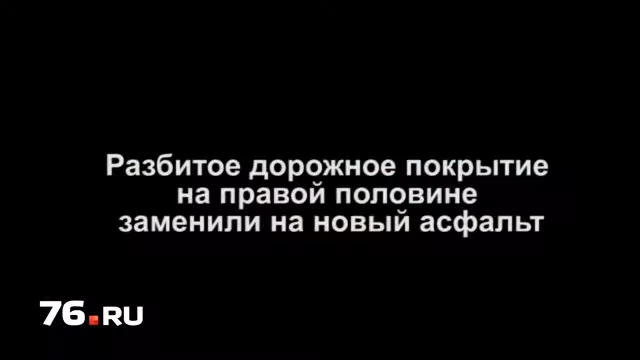 Разбитое дорожное покрытие
на правой половине
заменили на новый асфальт
76.RU